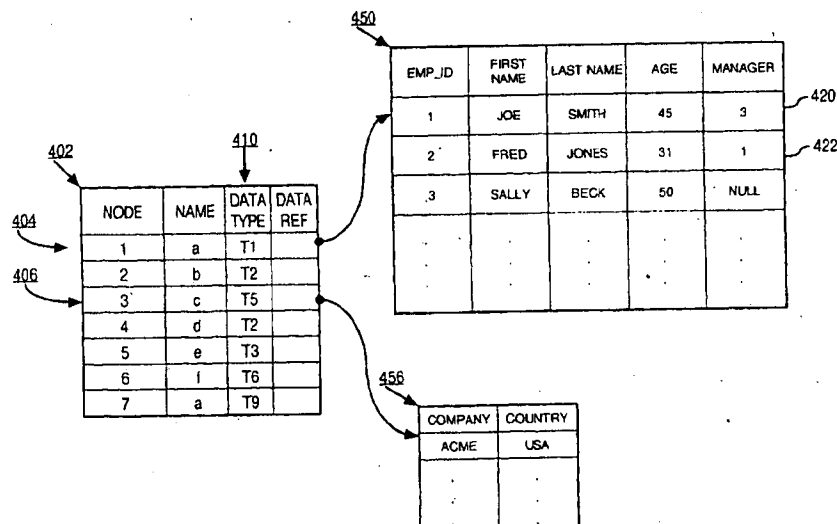 450
EMP_ID FIRST NAME LAST NAME AGE MANAGER
1 JOE SMITH 45 3
420
2 FRED JONES 31 1
422
3 SALLY BECK 50 NULL
402
410
NODE NAME DATA TYPE DATA REF
404
1 a T1
2 b T2
406
3 c T5
4 d T2
5 e T3
6 f T6
7 a T9
456
COMPANY COUNTRY
ACME USA